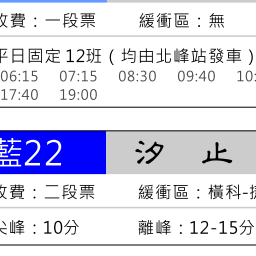 收費：一段票 緩衝區：無
平日固定12班（均由北峰站發車）
06:15 07:15 08:30 09:40 10:
17:40 19:00
藍22 汐 止
收費：二段票 緩衝區：橫科-
尖峰：10分 離峰：12-15分